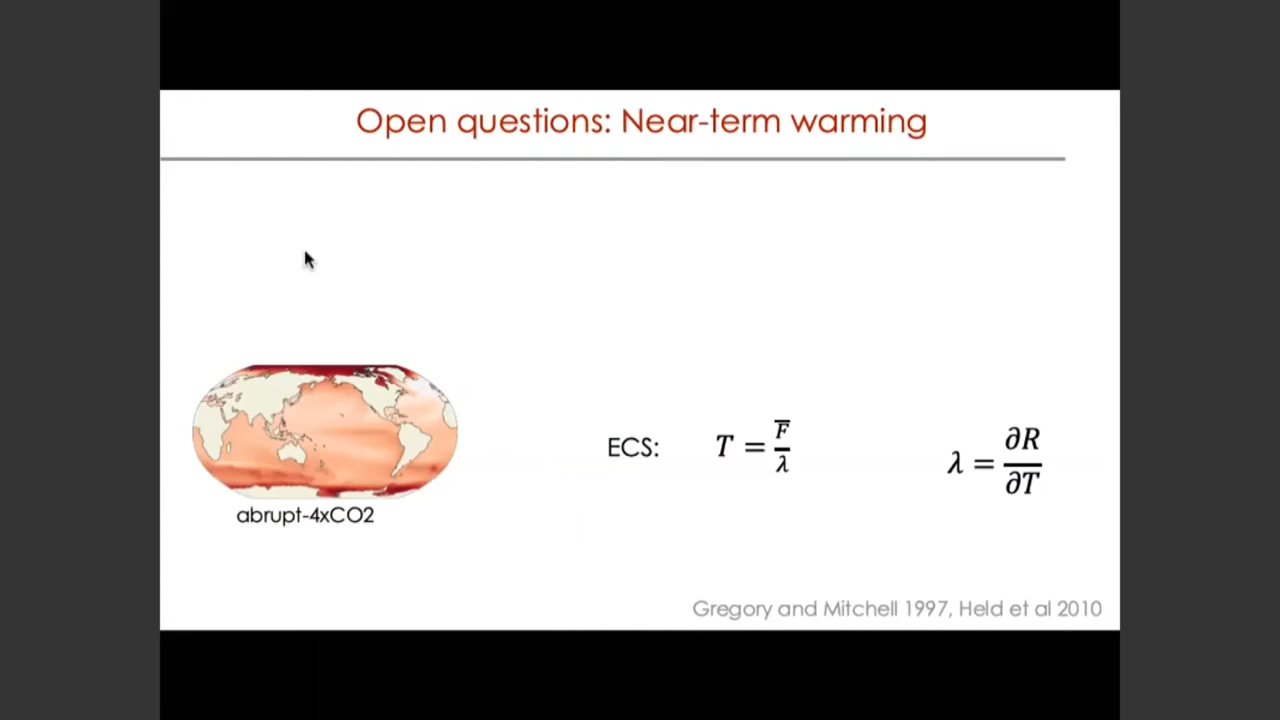 Open questions: Near-term warming
ECS: T = F̅/λ
λ = ∂R/∂T
abrupt-4xCO2
Gregory and Mitchell 1997, Held et al 2010